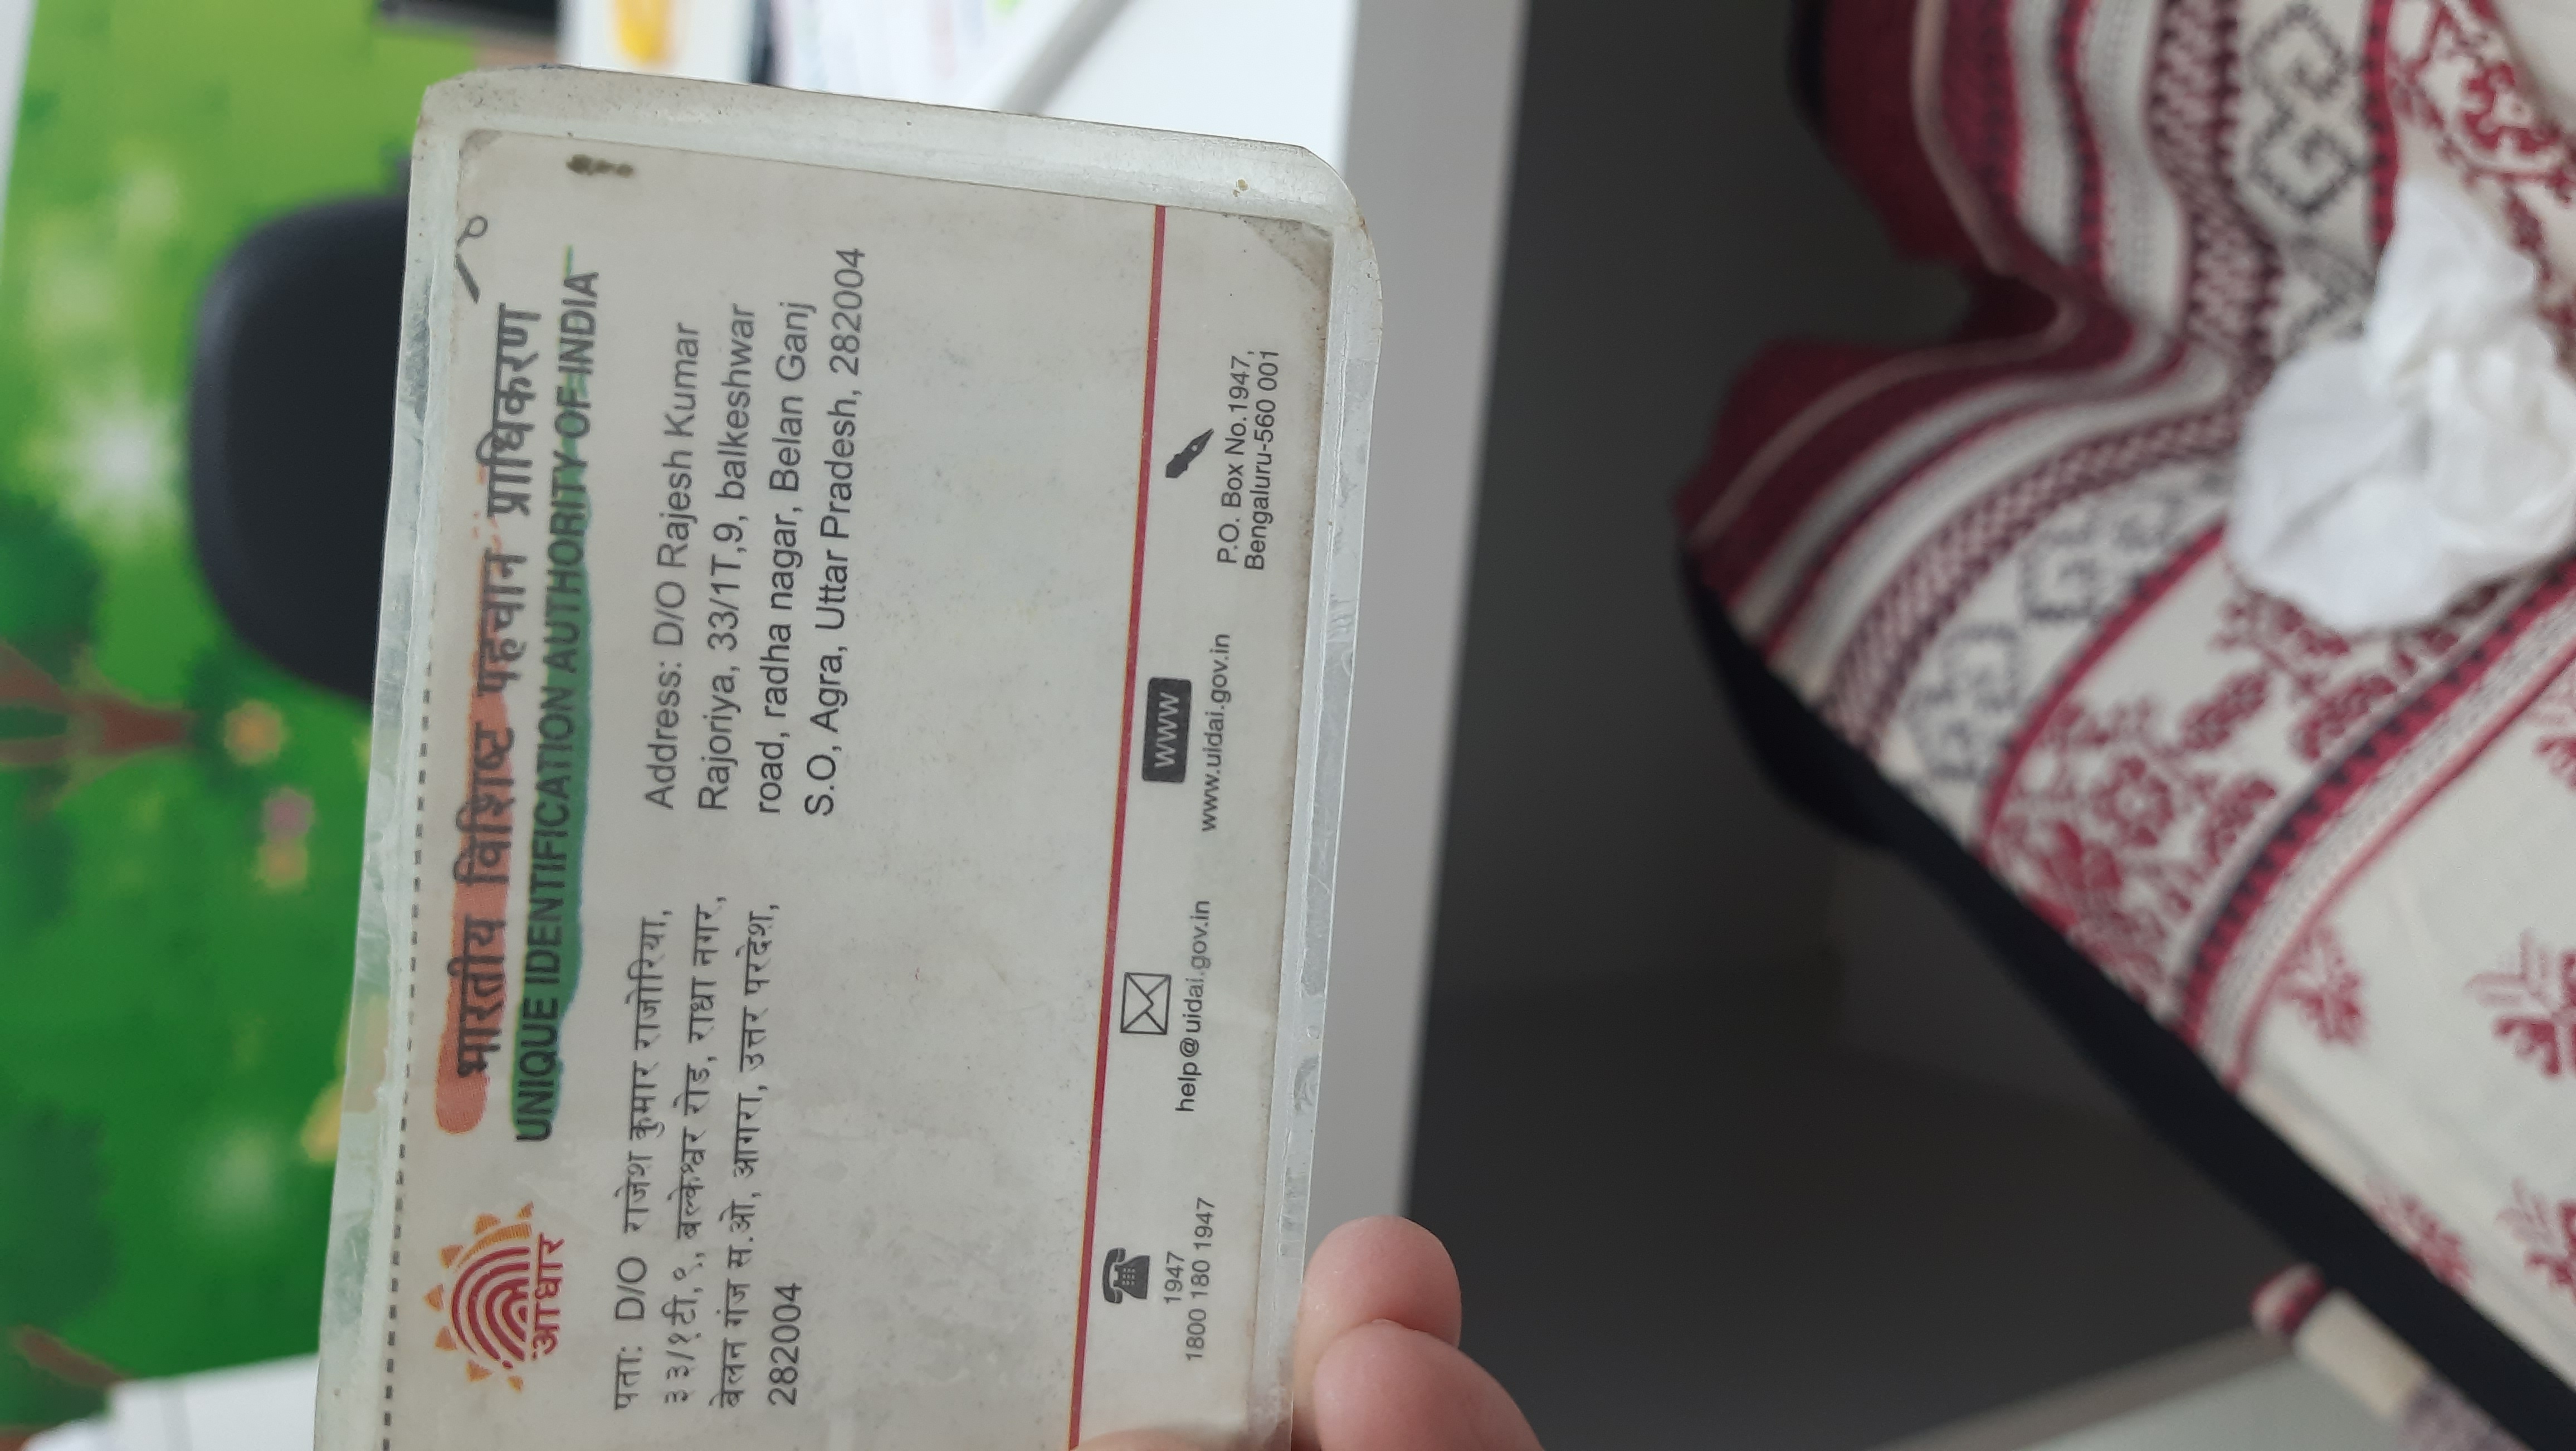 भारतीय विशिष्ट पहचान प्राधिकरण
UNIQUE IDENTIFICATION AUTHORITY OF INDIA
आधार
पता: D/O राजेश कुमार राजोरिया,
३३/१टी,९, बल्केश्वर रोड, राधा नगर,
बेलन गंज स.ओ, आगरा, उत्तर परदेश,
282004
Address: D/O Rajesh Kumar
Rajoriya, 33/1T,9, balkeshwar
road, radha nagar, Belan Ganj
S.O, Agra, Uttar Pradesh, 282004
1947
1800 180 1947
help@uidai.gov.in
www
www.uidai.gov.in
P.O. Box No.1947,
Bengaluru-560 001